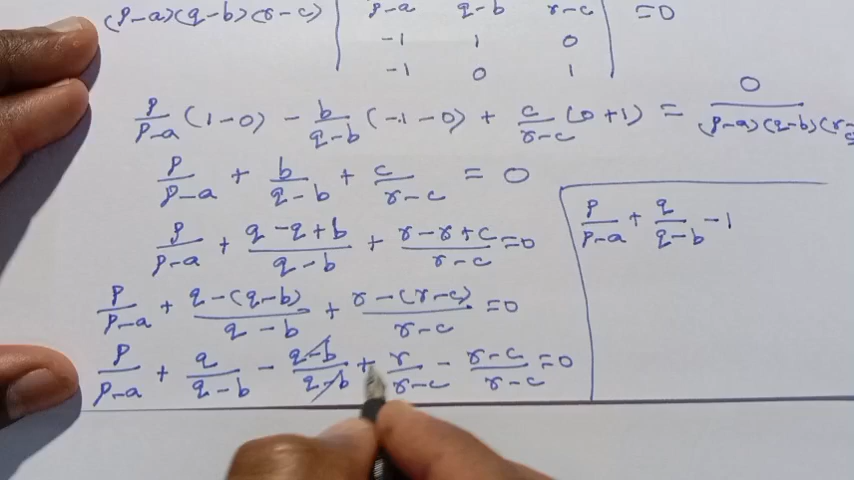 (p-a)(q-b)(r-c) | p-a q-b r-c | =0
-1 1 0
-1 0 1
p/p-a (1-0) - b/q-b (-1-0) + c/r-c (0+1) = 0/(p-a)(q-b)(r-c
p/p-a + b/q-b + c/r-c = 0
p/p-a + q-q+b/q-b + r-r+c/r-c =0
p/p-a + q-(q-b)/q-b + r-(r-c)/r-c =0
p/p-a + q/q-b - q-b/q-b + r/r-c - r-c/r-c =0
p/p-a + q/q-b -1